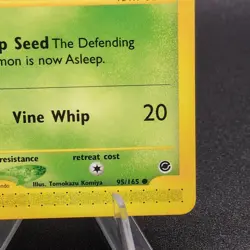 p Seed The Defending
mon is now Asleep.
Vine Whip 20
resistance retreat cost
Illus. Tomokazu Komiya 95/165